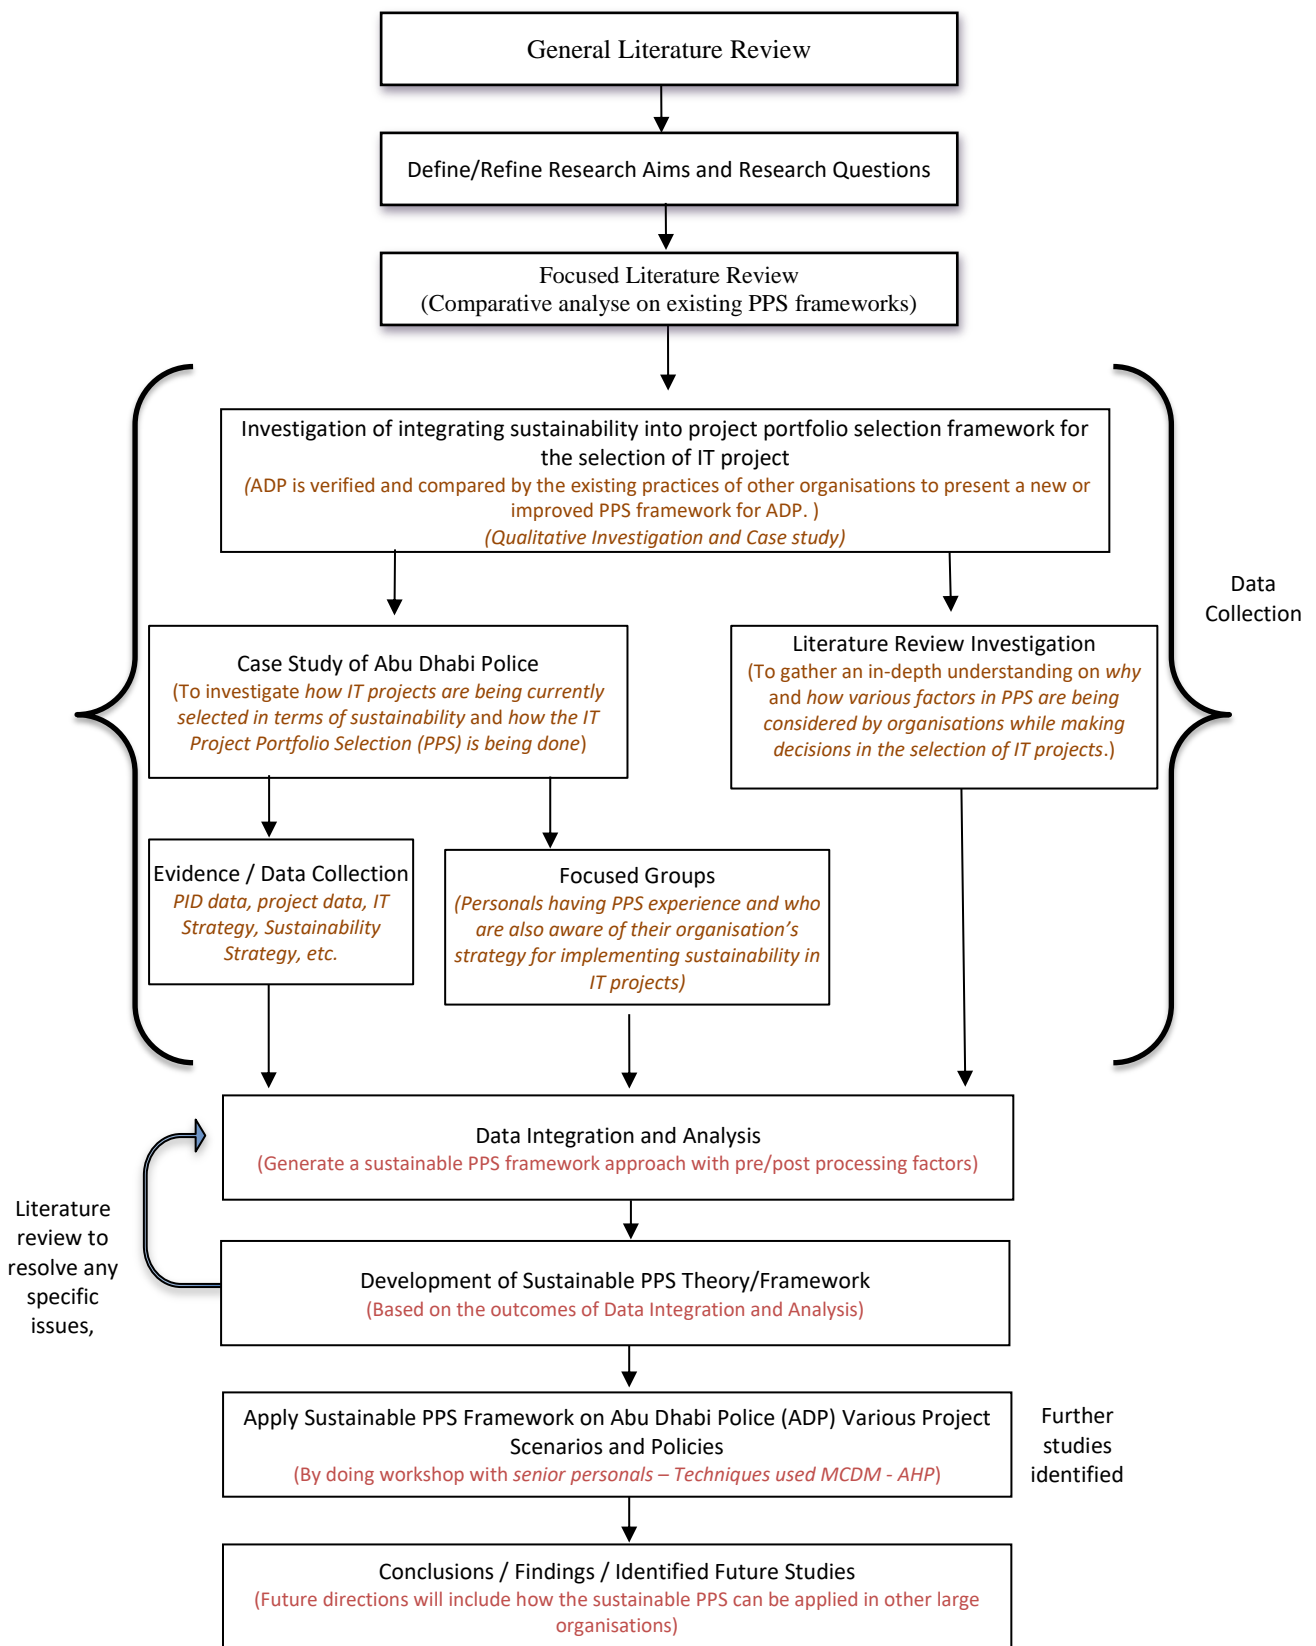 General Literature Review
Define/Refine Research Aims and Research Questions
Focused Literature Review
(Comparative analyse on existing PPS frameworks)
Investigation of integrating sustainability into project portfolio selection framework for
the selection of IT project
(ADP is verified and compared by the existing practices of other organisations to present a new or
improved PPS framework for ADP. )
(Qualitative Investigation and Case study)
Data
Collection
Case Study of Abu Dhabi Police
(To investigate how IT projects are being currently
selected in terms of sustainability and how the IT
Project Portfolio Selection (PPS) is being done)
Literature Review Investigation
(To gather an in-depth understanding on why
and how various factors in PPS are being
considered by organisations while making
decisions in the selection of IT projects.)
Evidence / Data Collection
PID data, project data, IT
Strategy, Sustainability
Strategy, etc.
Focused Groups
(Personals having PPS experience and who
are also aware of their organisation’s
strategy for implementing sustainability in
IT projects)
Data Integration and Analysis
(Generate a sustainable PPS framework approach with pre/post processing factors)
Literature
review to
resolve any
specific
issues,
Development of Sustainable PPS Theory/Framework
(Based on the outcomes of Data Integration and Analysis)
Apply Sustainable PPS Framework on Abu Dhabi Police (ADP) Various Project
Scenarios and Policies
(By doing workshop with senior personals – Techniques used MCDM - AHP)
Further
studies
identified
Conclusions / Findings / Identified Future Studies
(Future directions will include how the sustainable PPS can be applied in other large
organisations)